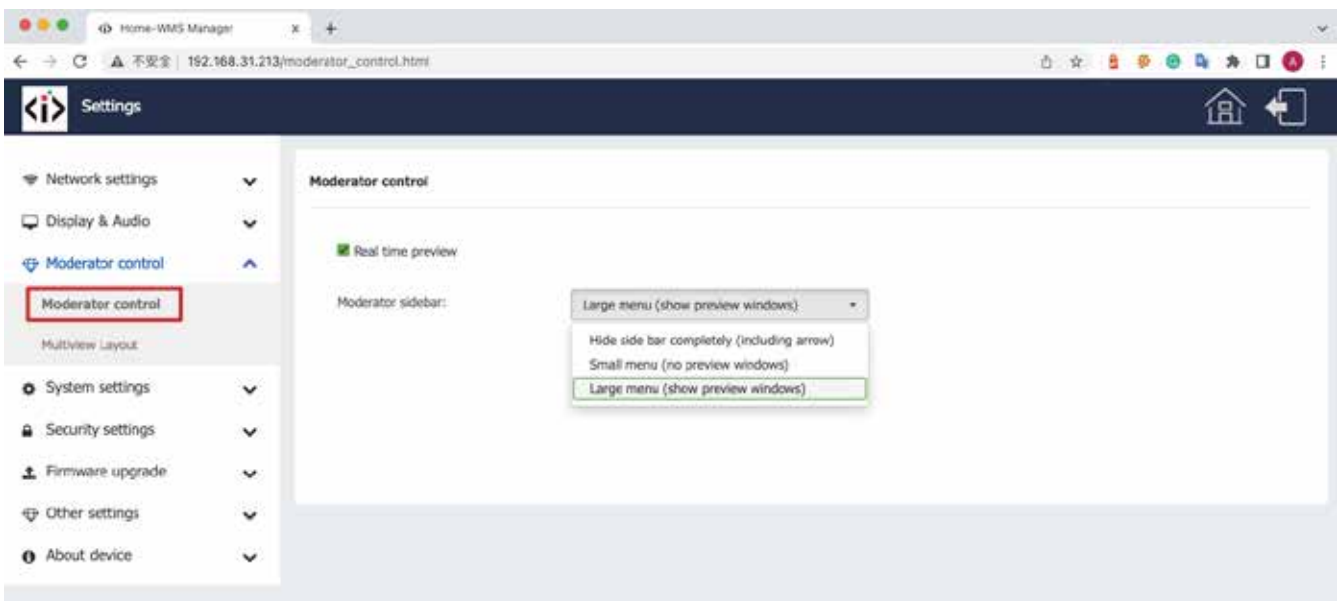 Home-WMS Manager
不安全 | 192.168.31.213/moderator_control.html
A
<i> Settings
Network settings
Display & Audio
Moderator control
Moderator control
Multiview Layout
System settings
Security settings
Firmware upgrade
Other settings
About device
Moderator control
Real time preview
Moderator sidebar:
Large menu (show preview windows)
Hide side bar completely (including arrow)
Small menu (no preview windows)
Large menu (show preview windows)